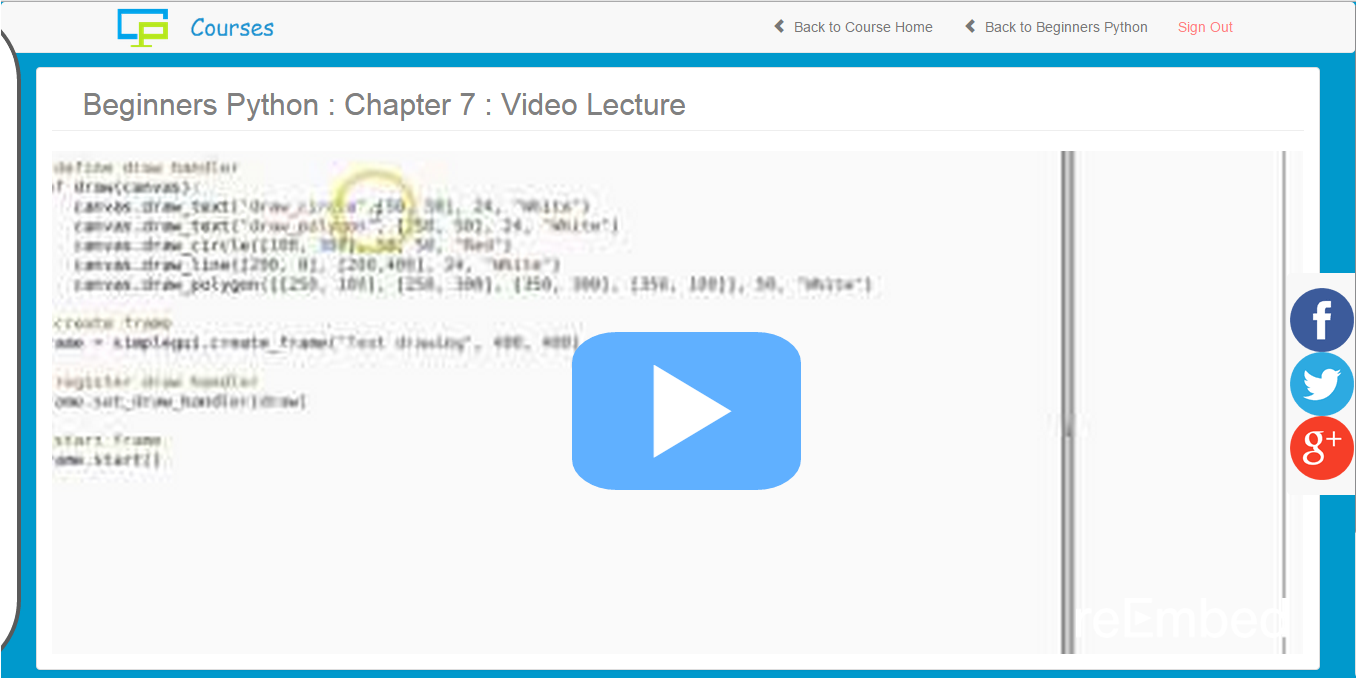 Courses
Back to Course Home
Back to Beginners Python
Sign Out
Beginners Python : Chapter 7 : Video Lecture
define draw handler
f draw(canvas):
canvas.draw_text("draw_circle", [50, 50], 24, "White")
canvas.draw_text("draw_polygon", [250, 50], 24, "White")
canvas.draw_circle([100, 300], 50, 50, "Red")
canvas.draw_line([200, 0], [200,400], 24, "White")
canvas.draw_polygon([[250, 100], [250, 300], [350, 300], [350, 100]], 50, "White")
create frame
ame = simplegui.create_frame("Test drawing", 400, 400)
register draw handler
ame.set_draw_handler(draw)
start frame
ame.start()
f
g+
reEmbed